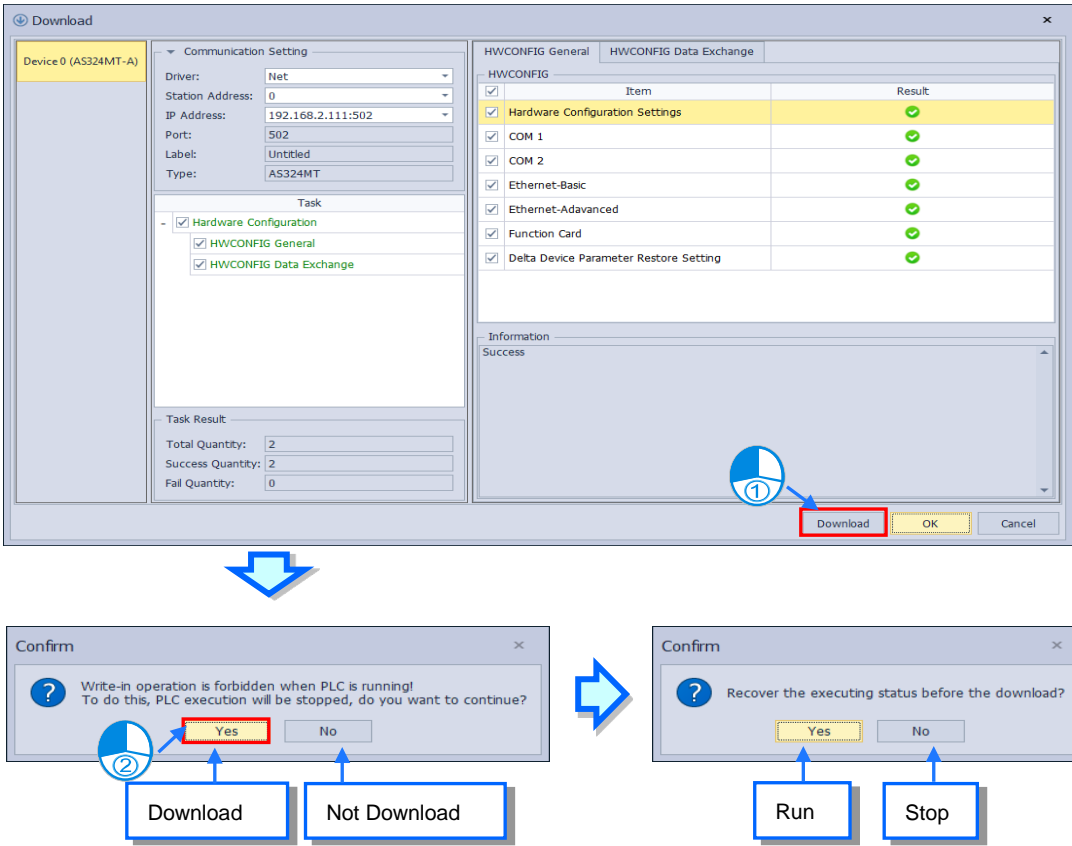 Download
Device 0 (AS324MT-A)
Communication Setting
Driver: Net
Station Address: 0
IP Address: 192.168.2.111:502
Port: 502
Label: Untitled
Type: AS324MT
Task
Hardware Configuration
HWCONFIG General
HWCONFIG Data Exchange
Task Result
Total Quantity: 2
Success Quantity: 2
Fail Quantity: 0
HWCONFIG General HWCONFIG Data Exchange
HWCONFIG
Item Result
Hardware Configuration Settings
COM 1
COM 2
Ethernet-Basic
Ethernet-Adavanced
Function Card
Delta Device Parameter Restore Setting
Information
Success
1
Download OK Cancel
Confirm
Write-in operation is forbidden when PLC is running!
To do this, PLC execution will be stopped, do you want to continue?
Yes No
2
Download Not Download
Confirm
Recover the executing status before the download?
Yes No
Run Stop